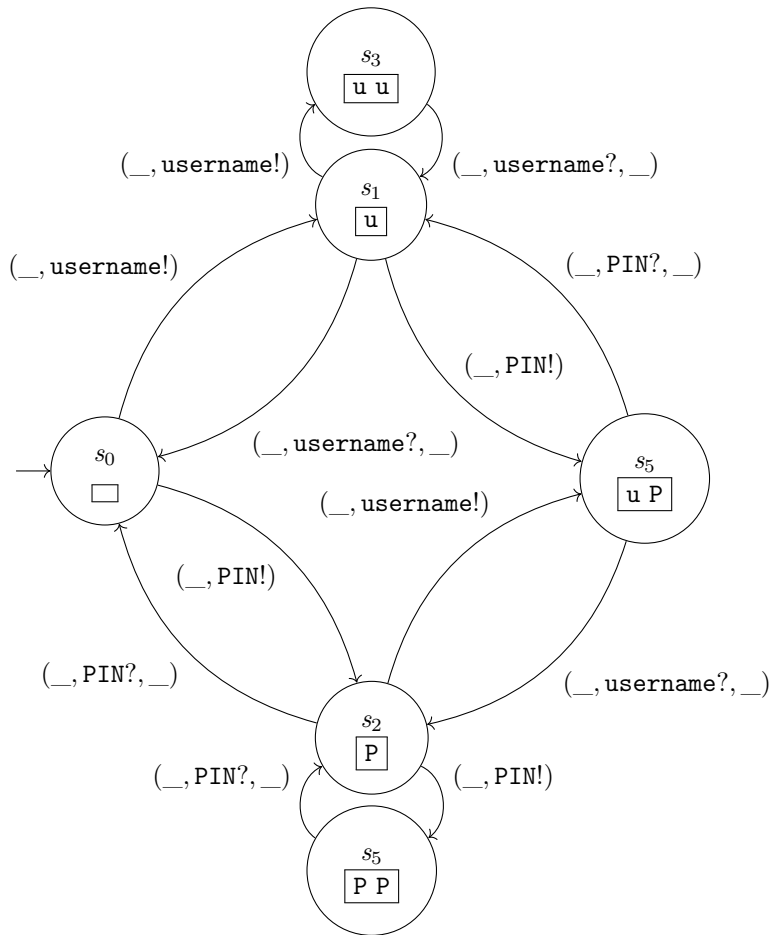 s₃
u u
(_, username!)
(_, username?, _)
s₁
u
(_, username!)
(_, PIN?, _)
(_, PIN!)
s₀
(_, username?, _)
s₅
u P
(_, username!)
(_, PIN!)
(_, PIN?, _)
(_, username?, _)
s₂
P
(_, PIN?, _)
(_, PIN!)
s₅
P P